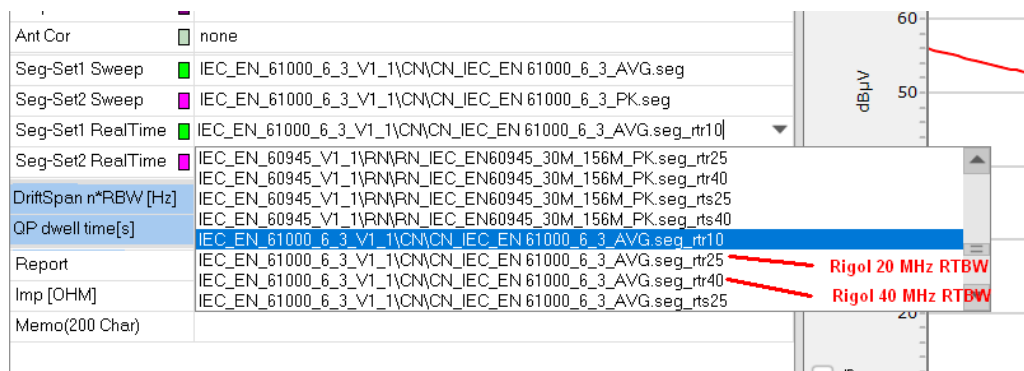 60
Ant Cor none
Seg-Set1 Sweep IEC_EN_61000_6_3_V1_1\CN\CN_IEC_EN 61000_6_3_AVG.seg
dBµV
Seg-Set2 Sweep IEC_EN_61000_6_3_V1_1\CN\CN_IEC_EN 61000_6_3_PK.seg
50
Seg-Set1 RealTime IEC_EN_61000_6_3_V1_1\CN\CN_IEC_EN 61000_6_3_AVG.seg_rtr10
Seg-Set2 RealTime IEC_EN_60945_V1_1\RN\RN_IEC_EN60945_30M_156M_PK.seg_rtr25
IEC_EN_60945_V1_1\RN\RN_IEC_EN60945_30M_156M_PK.seg_rtr40
DriftSpan n*RBW [Hz] IEC_EN_60945_V1_1\RN\RN_IEC_EN60945_30M_156M_PK.seg_rts25
IEC_EN_60945_V1_1\RN\RN_IEC_EN60945_30M_156M_PK.seg_rts40
QP dwell time[s] IEC_EN_61000_6_3_V1_1\CN\CN_IEC_EN 61000_6_3_AVG.seg_rtr10
Report IEC_EN_61000_6_3_V1_1\CN\CN_IEC_EN 61000_6_3_AVG.seg_rtr25 Rigol 20 MHz RTBW
IEC_EN_61000_6_3_V1_1\CN\CN_IEC_EN 61000_6_3_AVG.seg_rtr40
Imp [OHM] IEC_EN_61000_6_3_V1_1\CN\CN_IEC_EN 61000_6_3_AVG.seg_rts25 Rigol 40 MHz RTBW
20
Memo(200 Char)